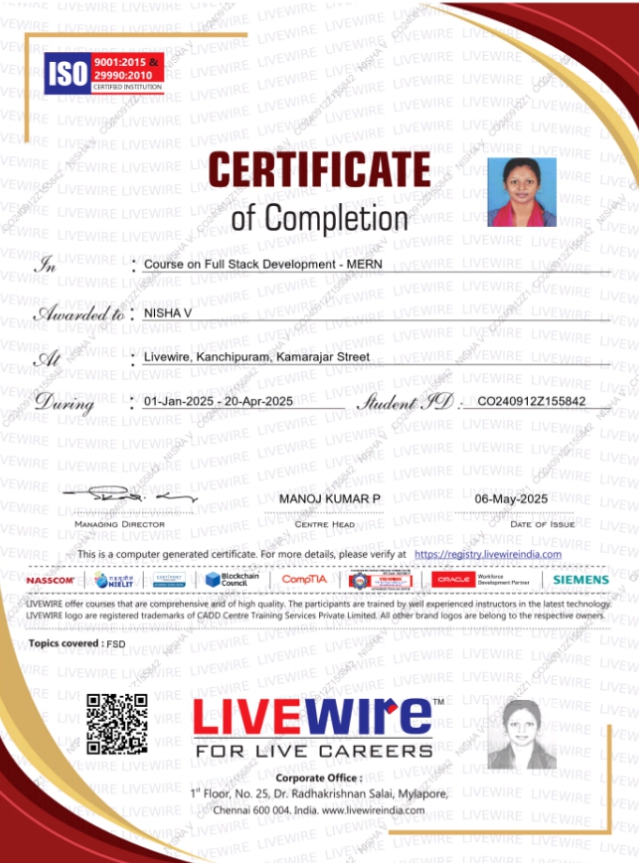 ISO 9001:2015 &
29990:2010
CERTIFIED INSTITUTION
CERTIFICATE
of Completion
In : Course on Full Stack Development - MERN
Awarded to : NISHA V
At : Livewire, Kanchipuram, Kamarajar Street
During : 01-Jan-2025 - 20-Apr-2025 Student ID : CO240912Z155842
MANOJ KUMAR P 06-May-2025
MANAGING DIRECTOR CENTRE HEAD DATE OF ISSUE
This is a computer generated certificate. For more details, please verify at https://registry.livewireindia.com
NASSCOM NIELIT Blockchain Council CompTIA ORACLE Workforce Development Partner SIEMENS
LIVEWIRE offer courses that are comprehensive and of high quality. The participants are trained by well experienced instructors in the latest technology.
LIVEWIRE logo are registered trademarks of CADD Centre Training Services Private Limited. All other brand logos are belong to the respective owners.
Topics covered : FSD
LIVEWIRE™
FOR LIVE CAREERS
Corporate Office :
1st Floor, No. 25, Dr. Radhakrishnan Salai, Mylapore,
Chennai 600 004. India. www.livewireindia.com